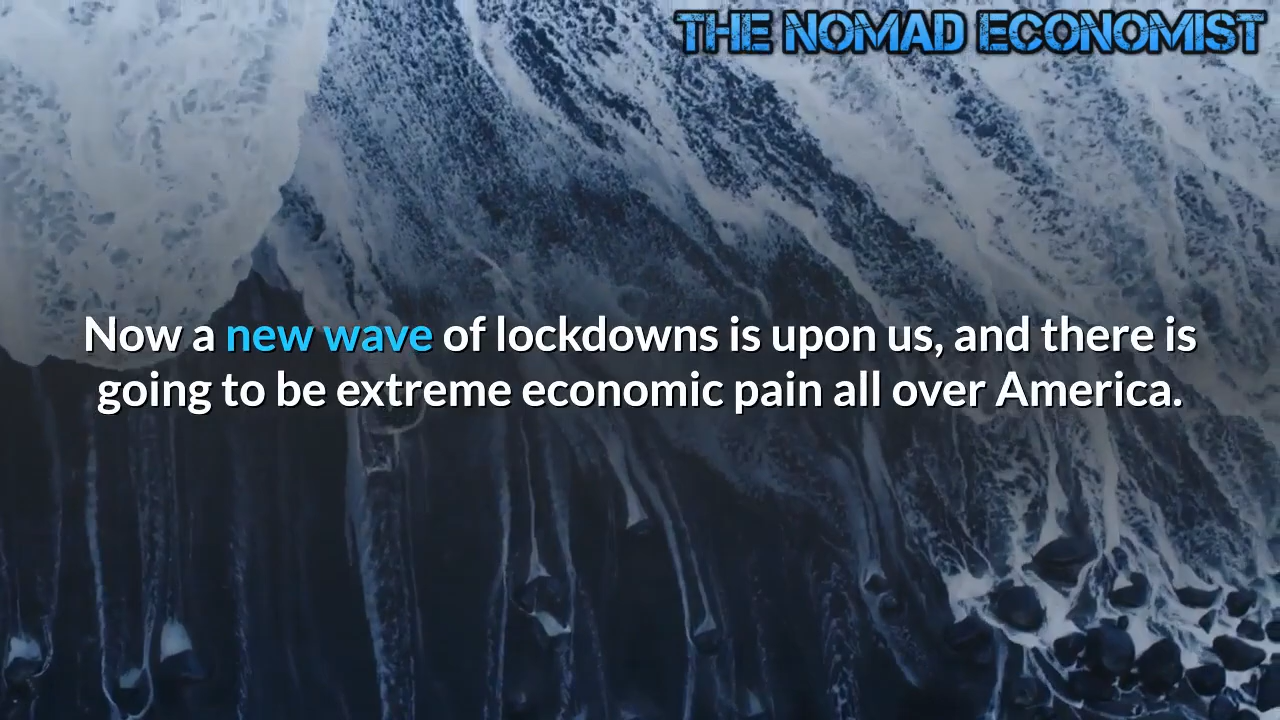 THE NOMAD ECONOMIST
Now a new wave of lockdowns is upon us, and there is
going to be extreme economic pain all over America.